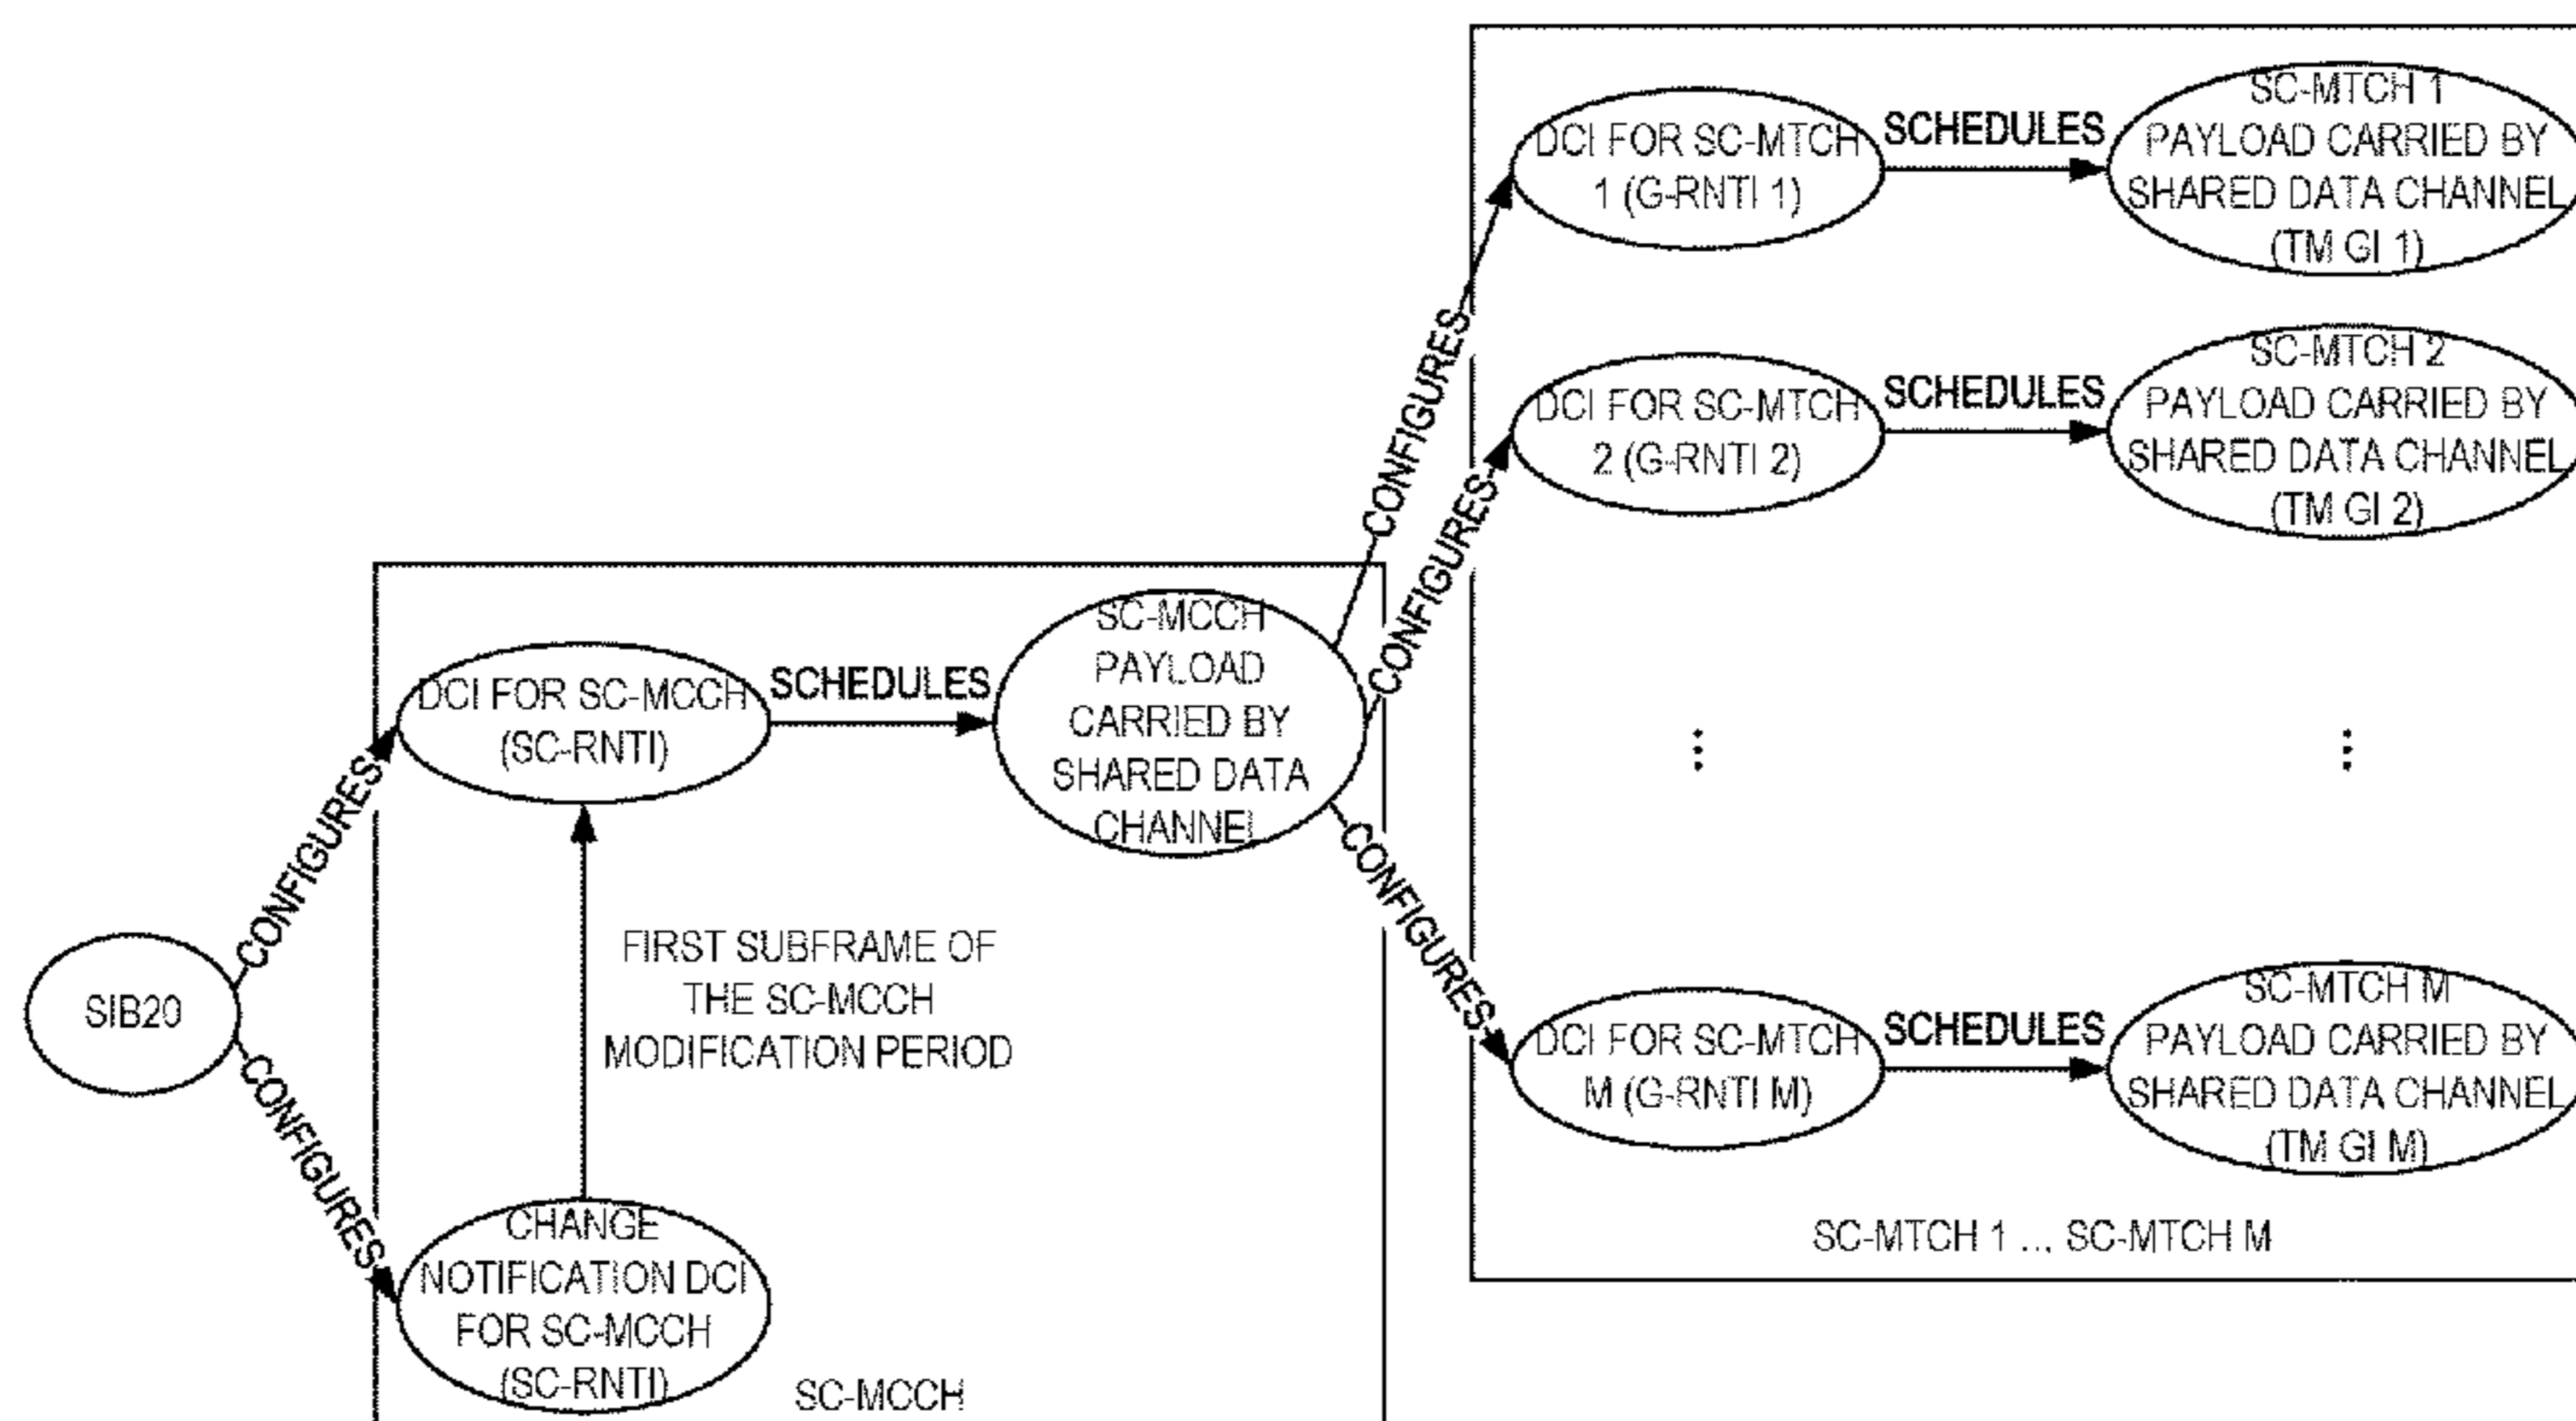 SIB20
CONFIGURES
CONFIGURES
DCI FOR SC-MCCH
(SC-RNTI)
SCHEDULES
SC-MCCH
PAYLOAD
CARRIED BY
SHARED DATA
CHANNEL
FIRST SUBFRAME OF
THE SC-MCCH
MODIFICATION PERIOD
CHANGE
NOTIFICATION DCI
FOR SC-MCCH
(SC-RNTI)
SC-MCCH
CONFIGURES
CONFIGURES
CONFIGURES
DCI FOR SC-MTCH
1 (G-RNTI 1)
SCHEDULES
SC-MTCH 1
PAYLOAD CARRIED BY
SHARED DATA CHANNEL
(TM GI 1)
DCI FOR SC-MTCH
2 (G-RNTI 2)
SCHEDULES
SC-MTCH 2
PAYLOAD CARRIED BY
SHARED DATA CHANNEL
(TM GI 2)
DCI FOR SC-MTCH
M (G-RNTI M)
SCHEDULES
SC-MTCH M
PAYLOAD CARRIED BY
SHARED DATA CHANNEL
(TM GI M)
SC-MTCH 1 ... SC-MTCH M